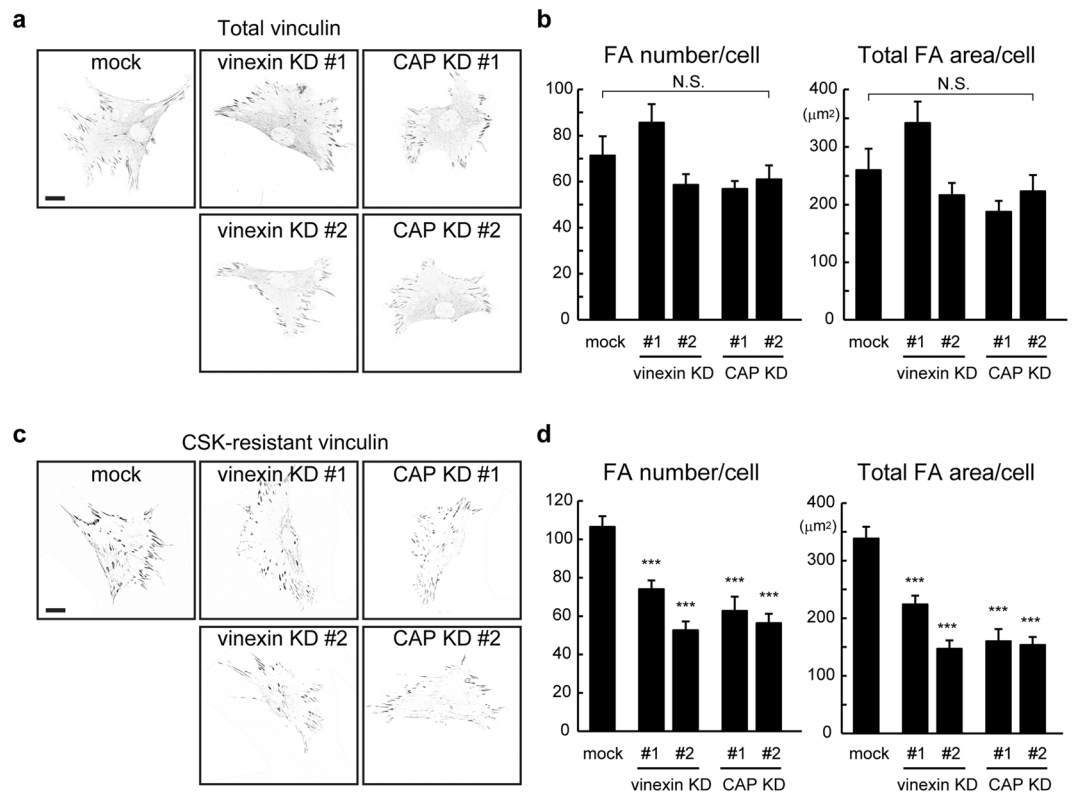 a
Total vinculin
mock
vinexin KD #1
CAP KD #1
vinexin KD #2
CAP KD #2
b
FA number/cell
N.S.
100
80
60
40
20
0
mock
#1
#2
#1
#2
vinexin KD
CAP KD
Total FA area/cell
N.S.
400
(μm2)
300
200
100
0
mock
#1
#2
#1
#2
vinexin KD
CAP KD
c
CSK-resistant vinculin
mock
vinexin KD #1
CAP KD #1
vinexin KD #2
CAP KD #2
d
FA number/cell
120
100
80
60
40
20
0
***
***
***
***
mock
#1
#2
#1
#2
vinexin KD
CAP KD
Total FA area/cell
400
(μm2)
300
200
100
0
***
***
***
***
mock
#1
#2
#1
#2
vinexin KD
CAP KD